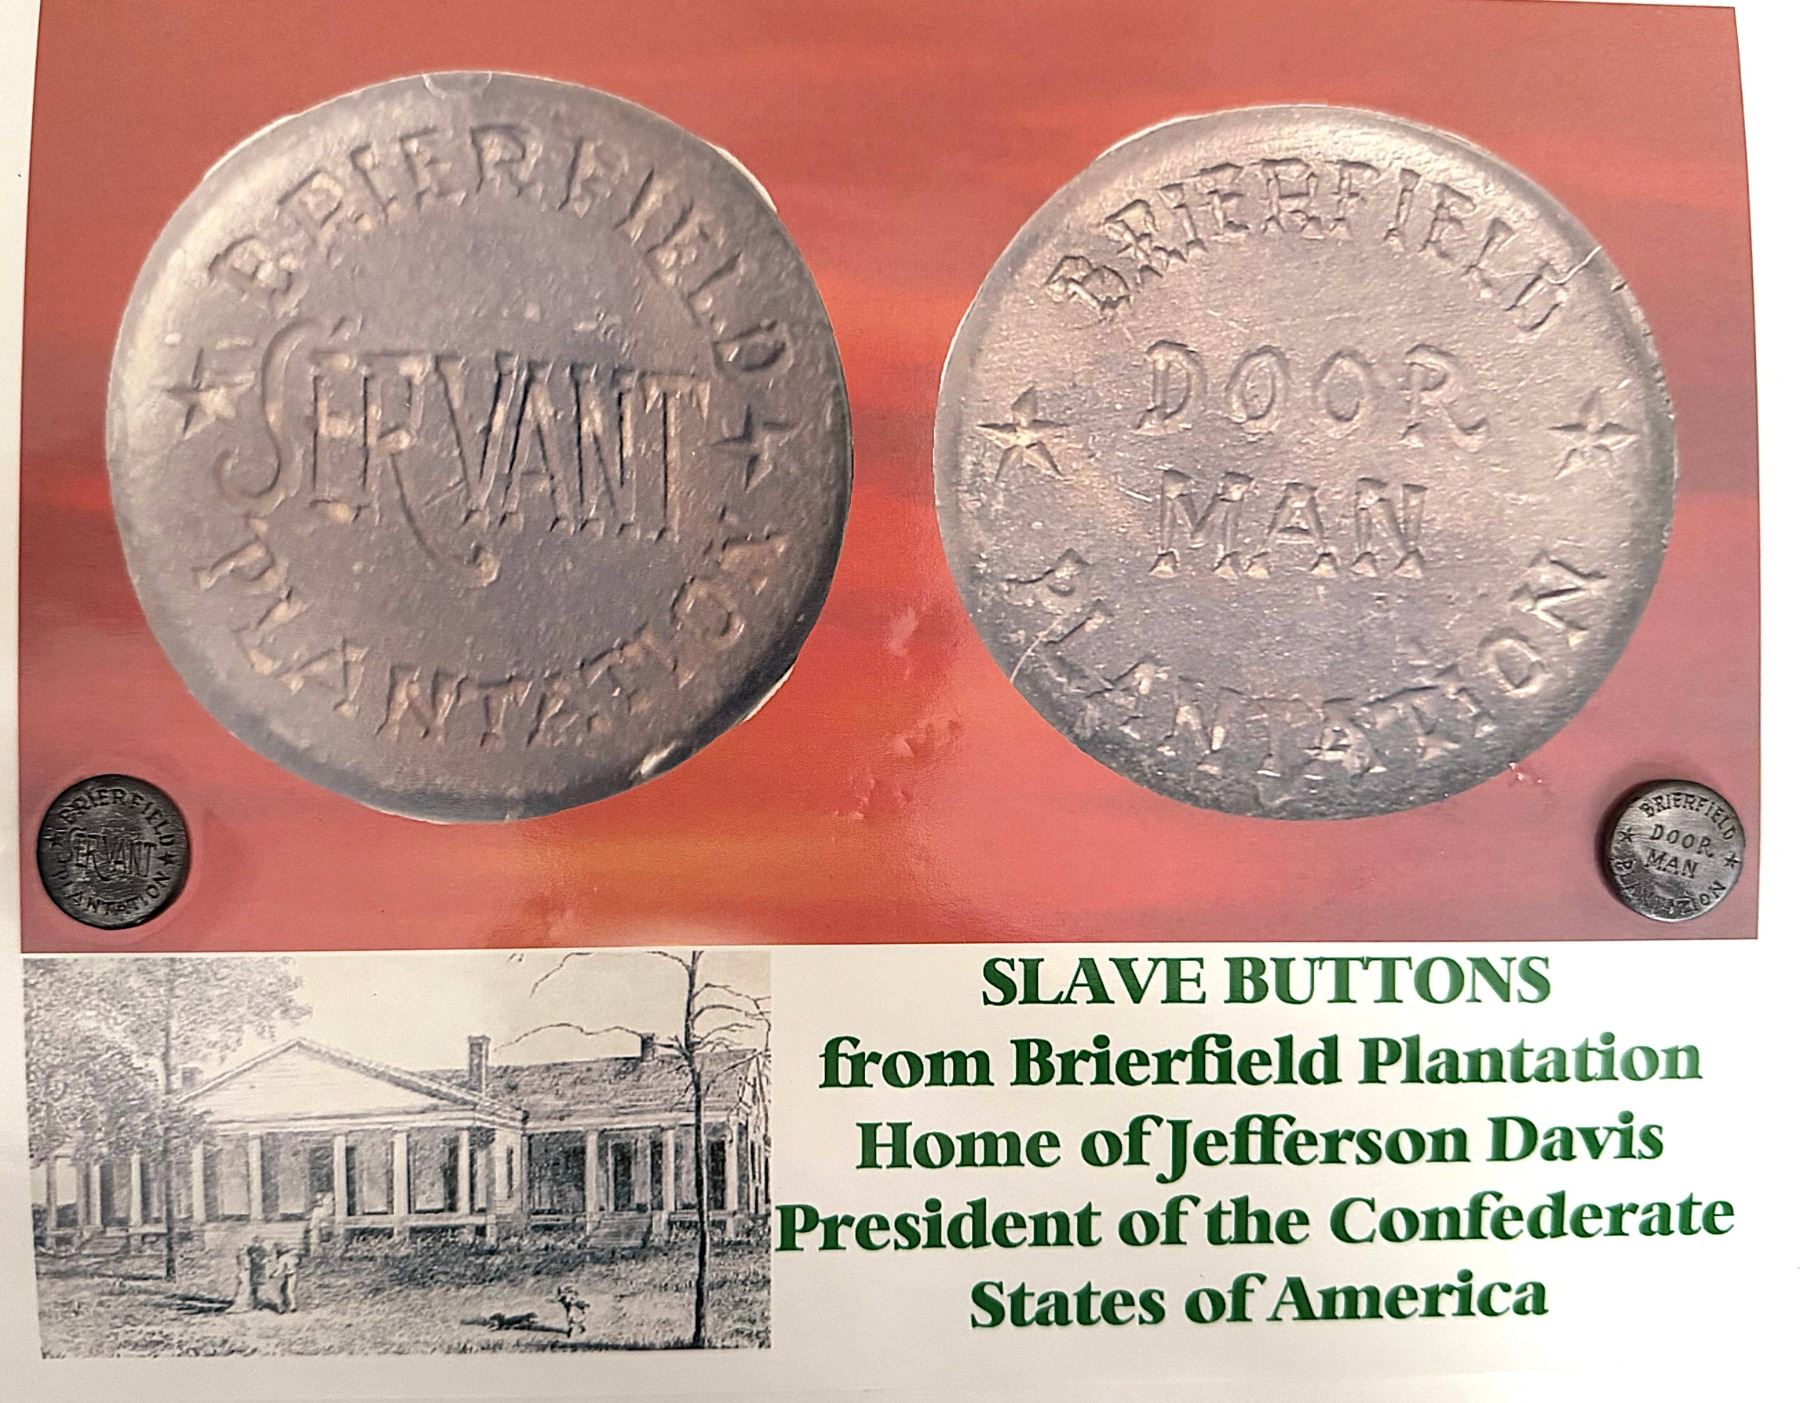 BRIERFIELD
SERVANT
PLANTATION
BRIERFIELD
DOOR
MAN
PLANTATION
BRIERFIELD
SERVANT
PLANTATION
BRIERFIELD
DOOR
MAN
PLANTATION
SLAVE BUTTONS
from Brierfield Plantation
Home of Jefferson Davis
President of the Confederate
States of America